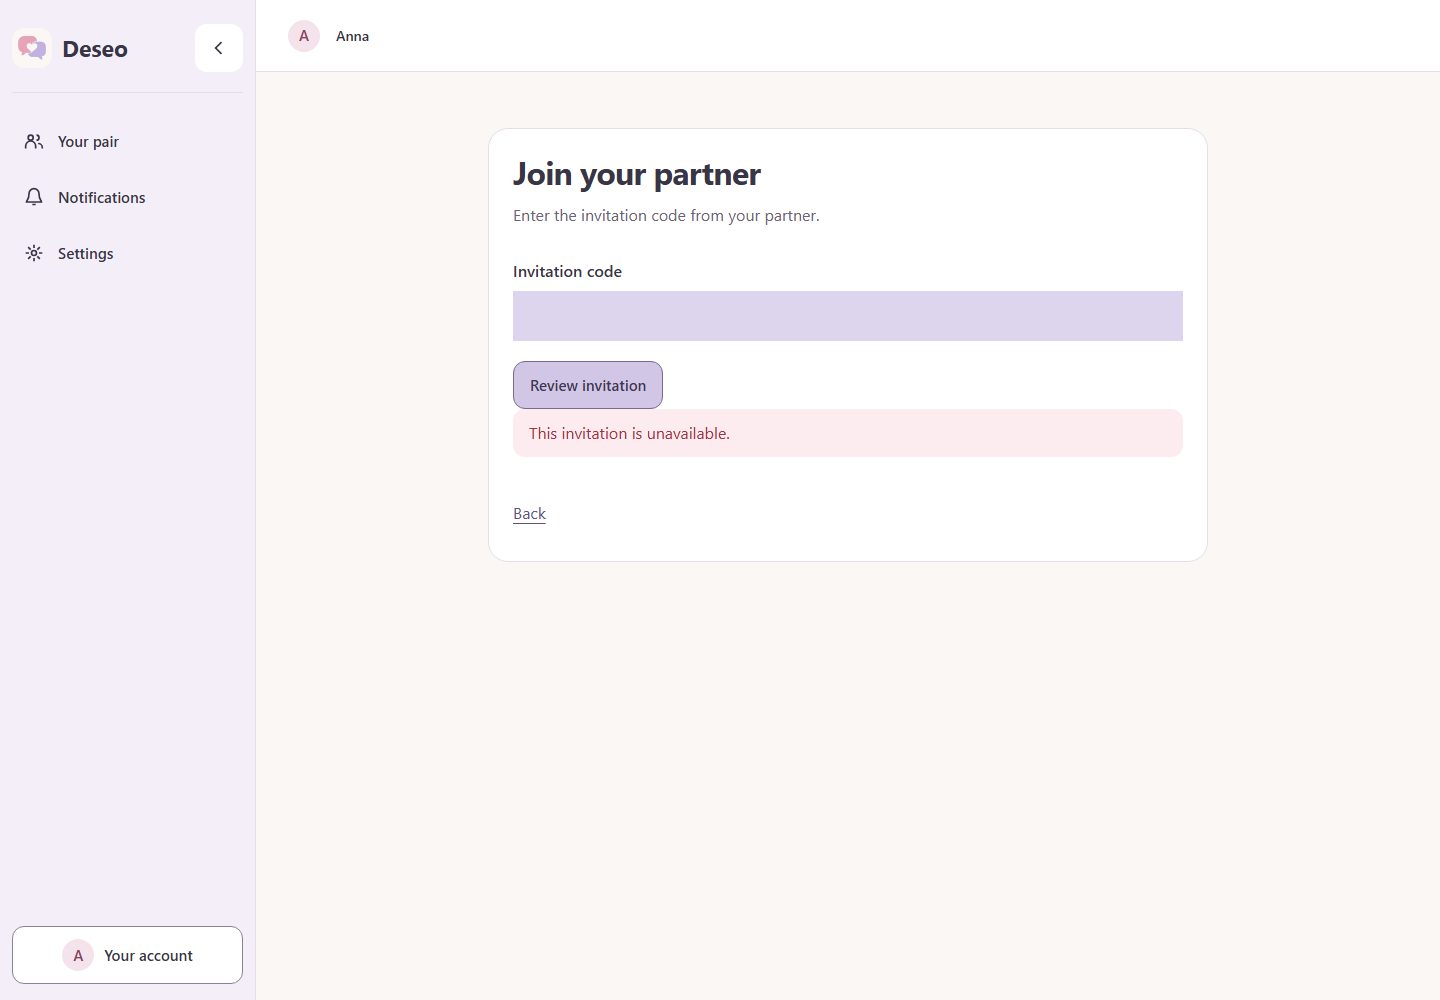 Deseo
Your pair
Notifications
Settings
A Your account
A Anna
Join your partner
Enter the invitation code from your partner.
Invitation code
Review invitation
This invitation is unavailable.
Back